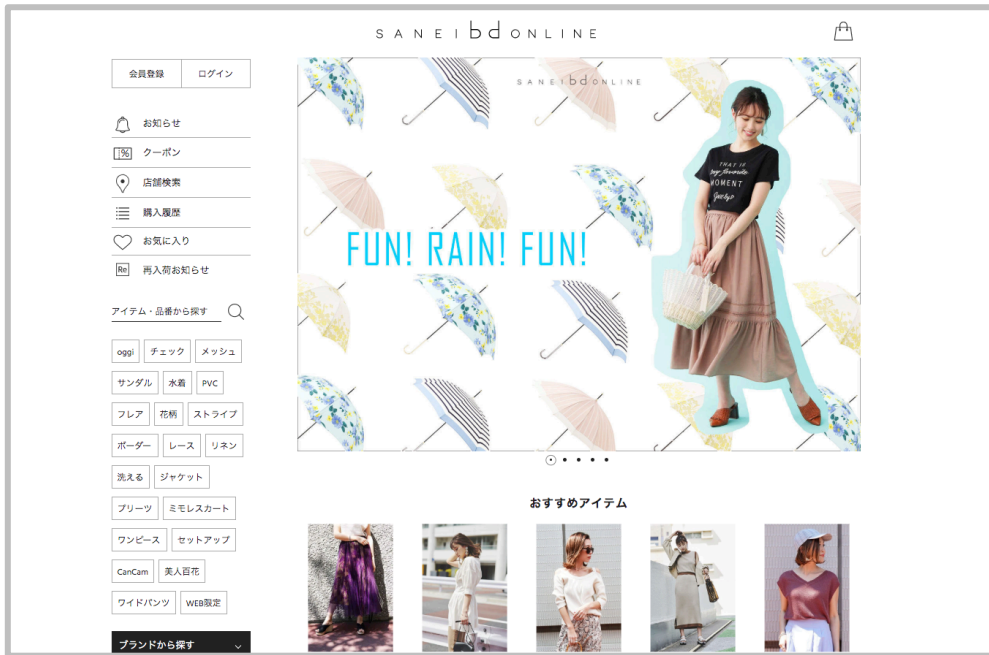 SANEI bd ONLINE
会員登録 ログイン
お知らせ
% クーポン
店舗検索
購入履歴
お気に入り
Re 再入荷お知らせ
アイテム・品番から探す
oggi チェック メッシュ
サンダル 水着 PVC
フレア 花柄 ストライプ
ボーダー レース リネン
洗える ジャケット
プリーツ ミモレスカート
ワンピース セットアップ
CanCam 美人百花
ワイドパンツ WEB限定
ブランドから探す
SANEI bd ONLINE
THAT IS
my favorite
MOMENT
FUN! RAIN! FUN!
おすすめアイテム